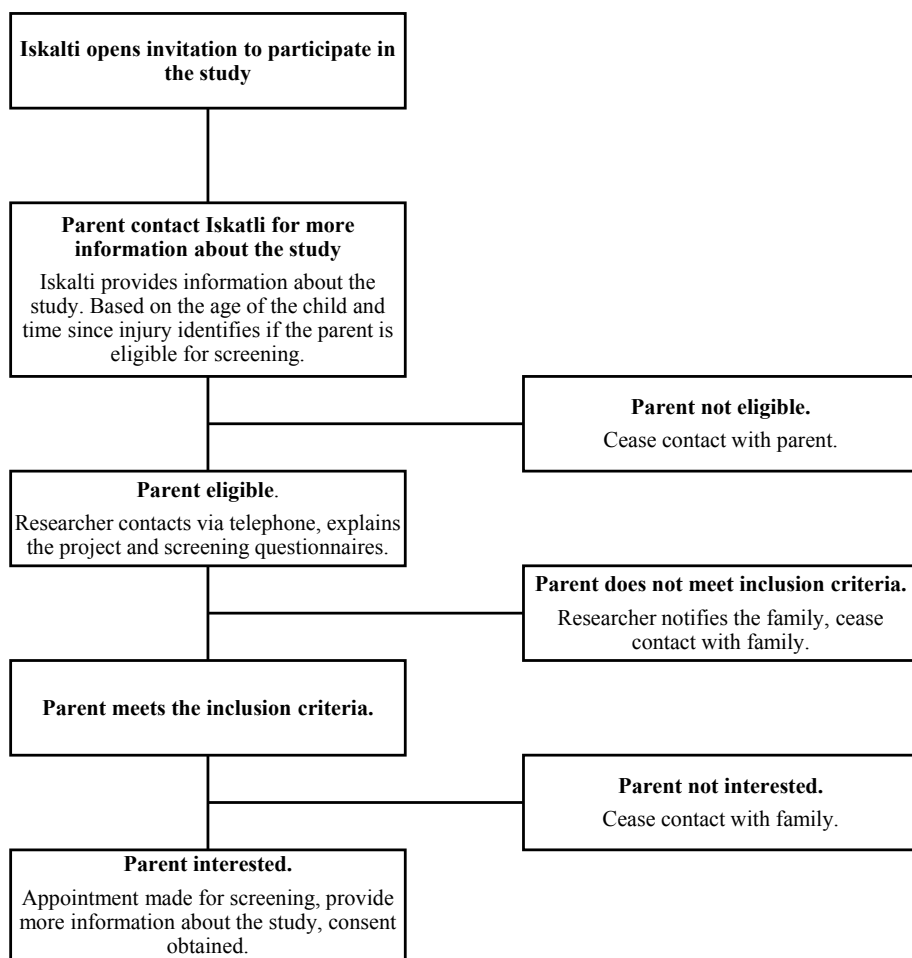 Iskalti opens invitation to participate in
the study
Parent contact Iskatli for more
information about the study
Iskalti provides information about the
study. Based on the age of the child and
time since injury identifies if the parent is
eligible for screening.
Parent not eligible.
Cease contact with parent.
Parent eligible.
Researcher contacts via telephone, explains
the project and screening questionnaires.
Parent does not meet inclusion criteria.
Researcher notifies the family, cease
contact with family.
Parent meets the inclusion criteria.
Parent not interested.
Cease contact with family.
Parent interested.
Appointment made for screening, provide
more information about the study, consent
obtained.